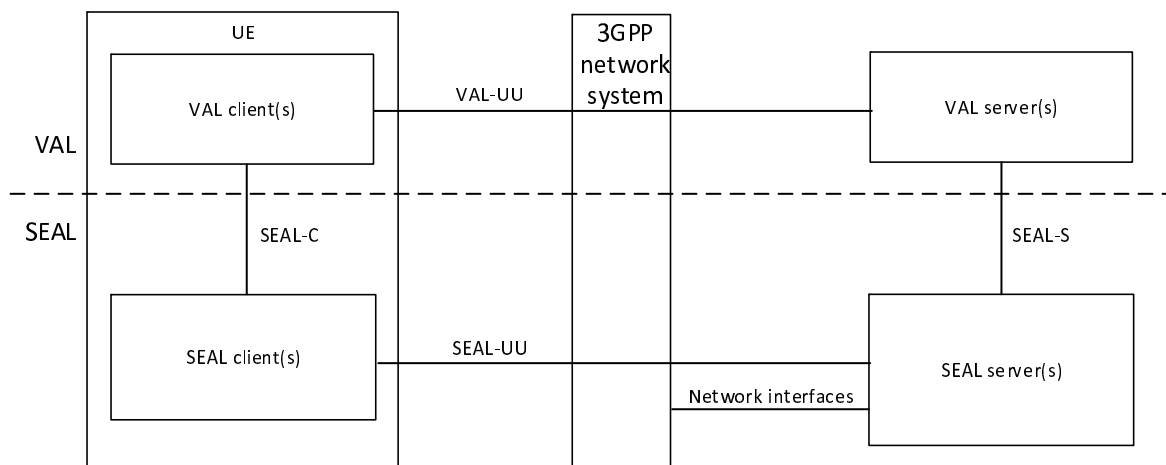 UE
3GPP
network
system
VAL client(s)
VAL-UU
VAL server(s)
VAL
SEAL
SEAL-C
SEAL-S
SEAL client(s)
SEAL-UU
SEAL server(s)
Network interfaces